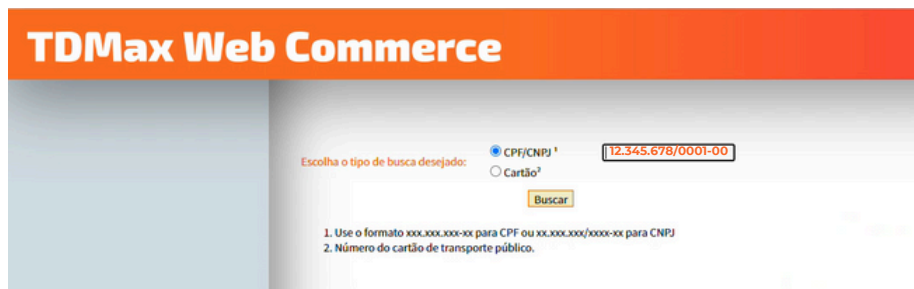 TDMax Web Commerce
Escolha o tipo de busca desejado:
CPF/CNPJ ¹
12.345.678/0001-00
Cartão²
Buscar
1. Use o formato xxx.xxx.xxx-xx para CPF ou xx.xxx.xxx/xxxx-xx para CNPJ
2. Número do cartão de transporte público.